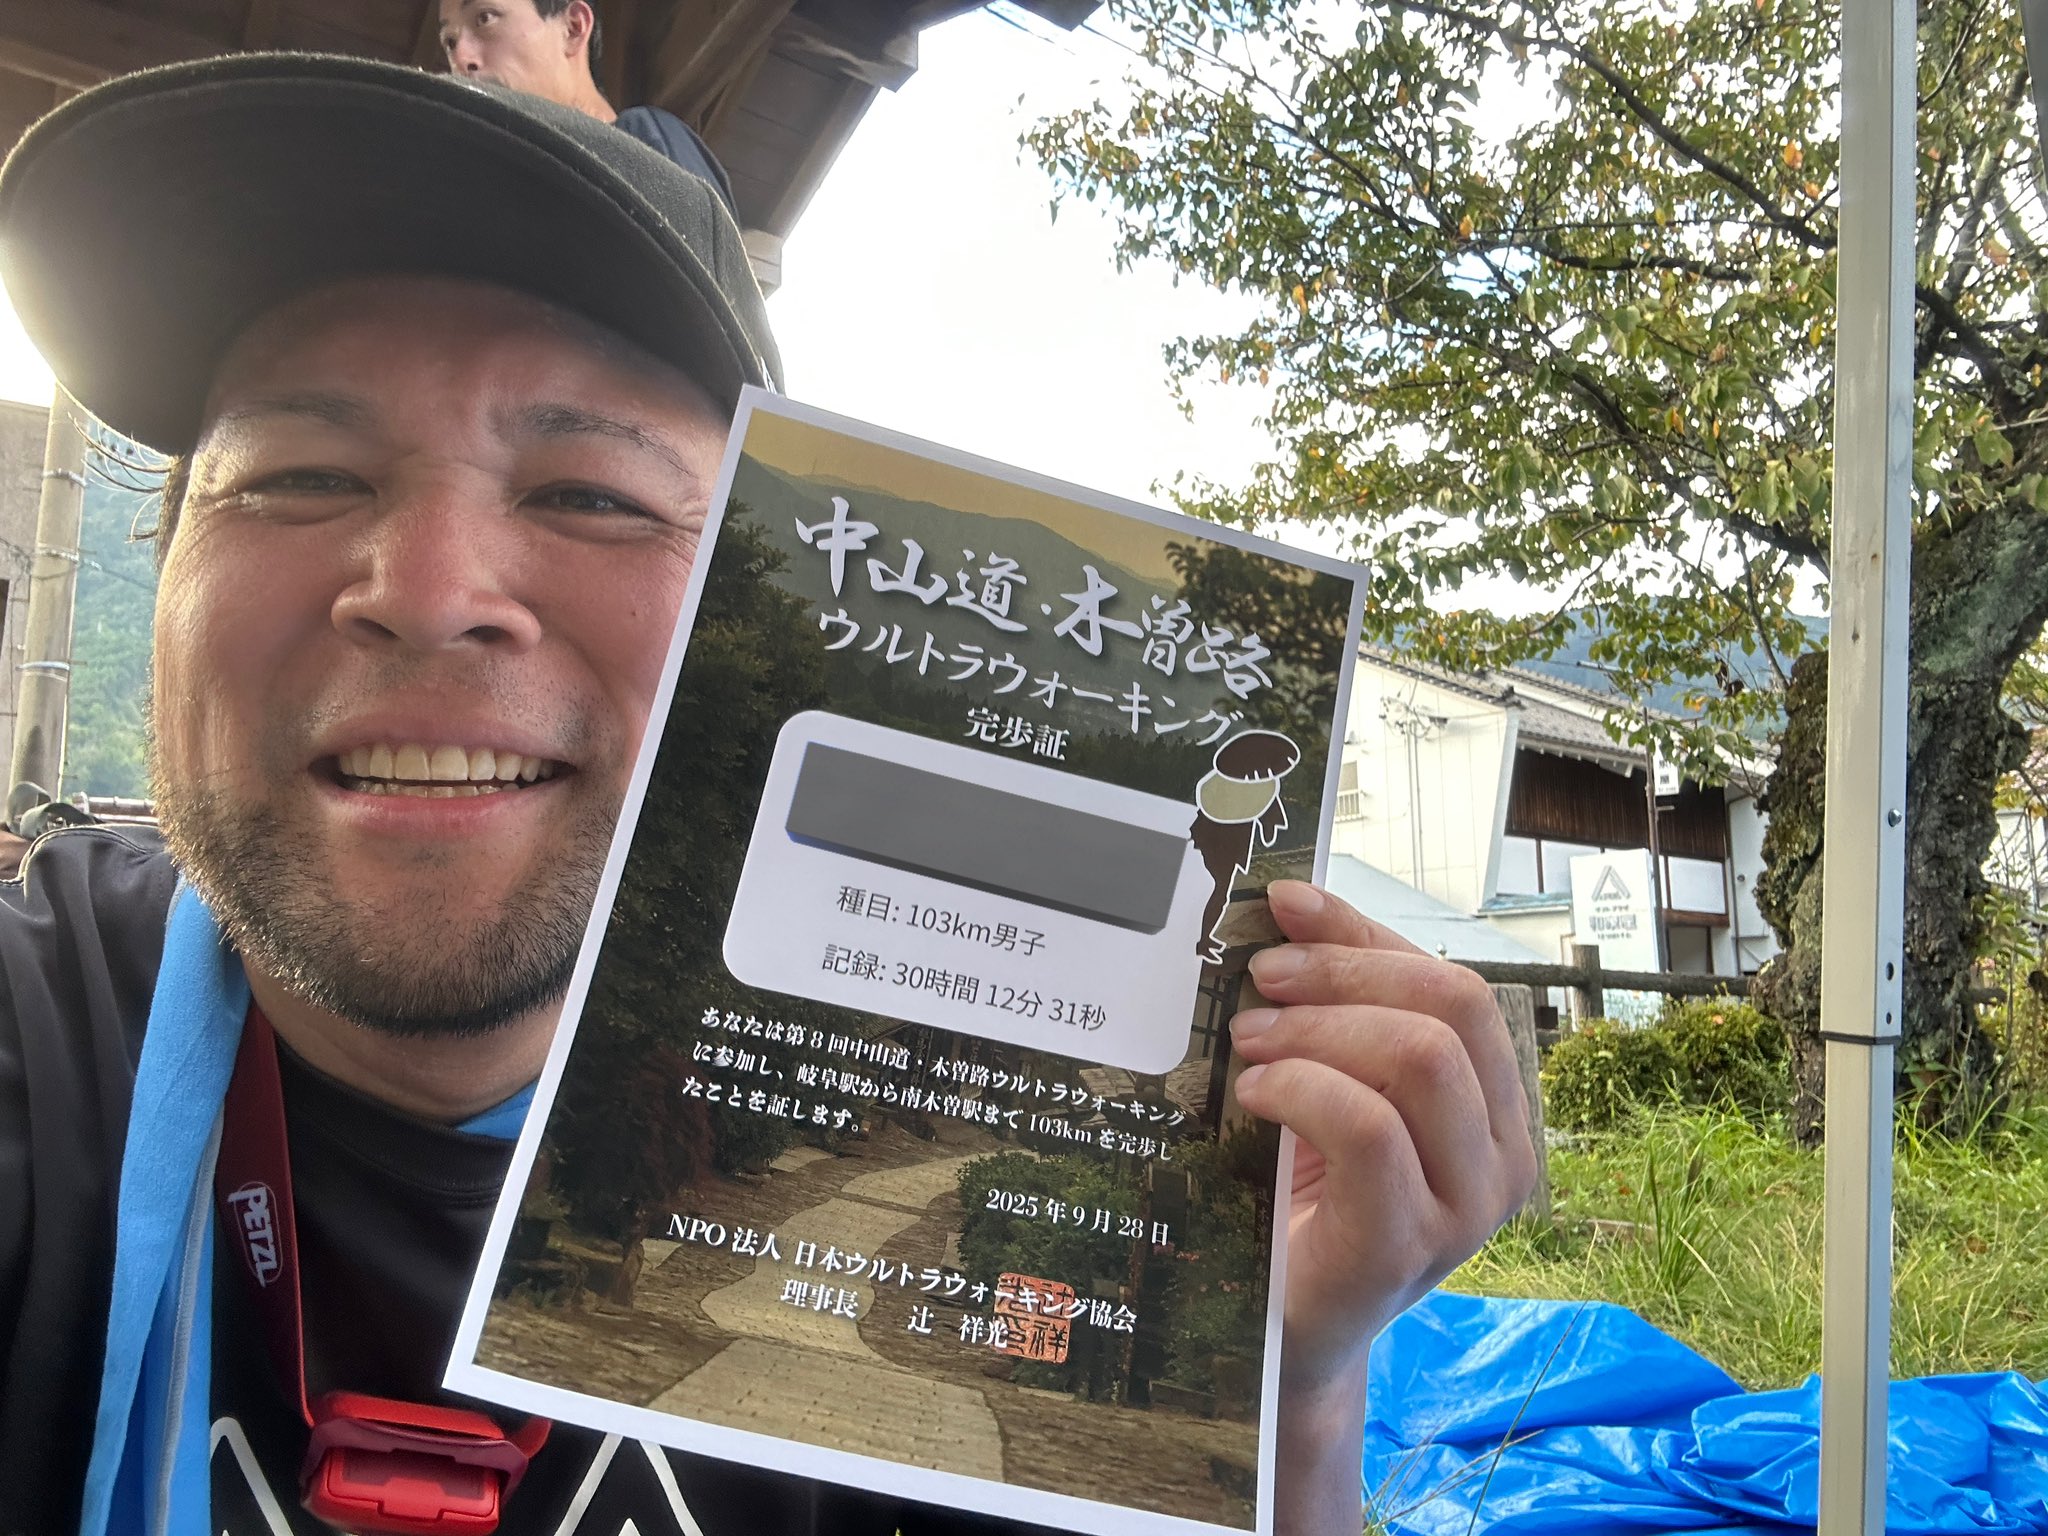 中山道・木曽路
ウルトラウォーキング
完歩証
種目: 103km男子
記録: 30時間 12分 31秒
あなたは第8回中山道・木曽路ウルトラウォーキング
に参加し、岐阜駅から南木曽駅まで103kmを完歩し
たことを証します。
2025年9月28日
NPO法人 日本ウルトラウォーキング協会
理事長 辻 祥光
PETZL